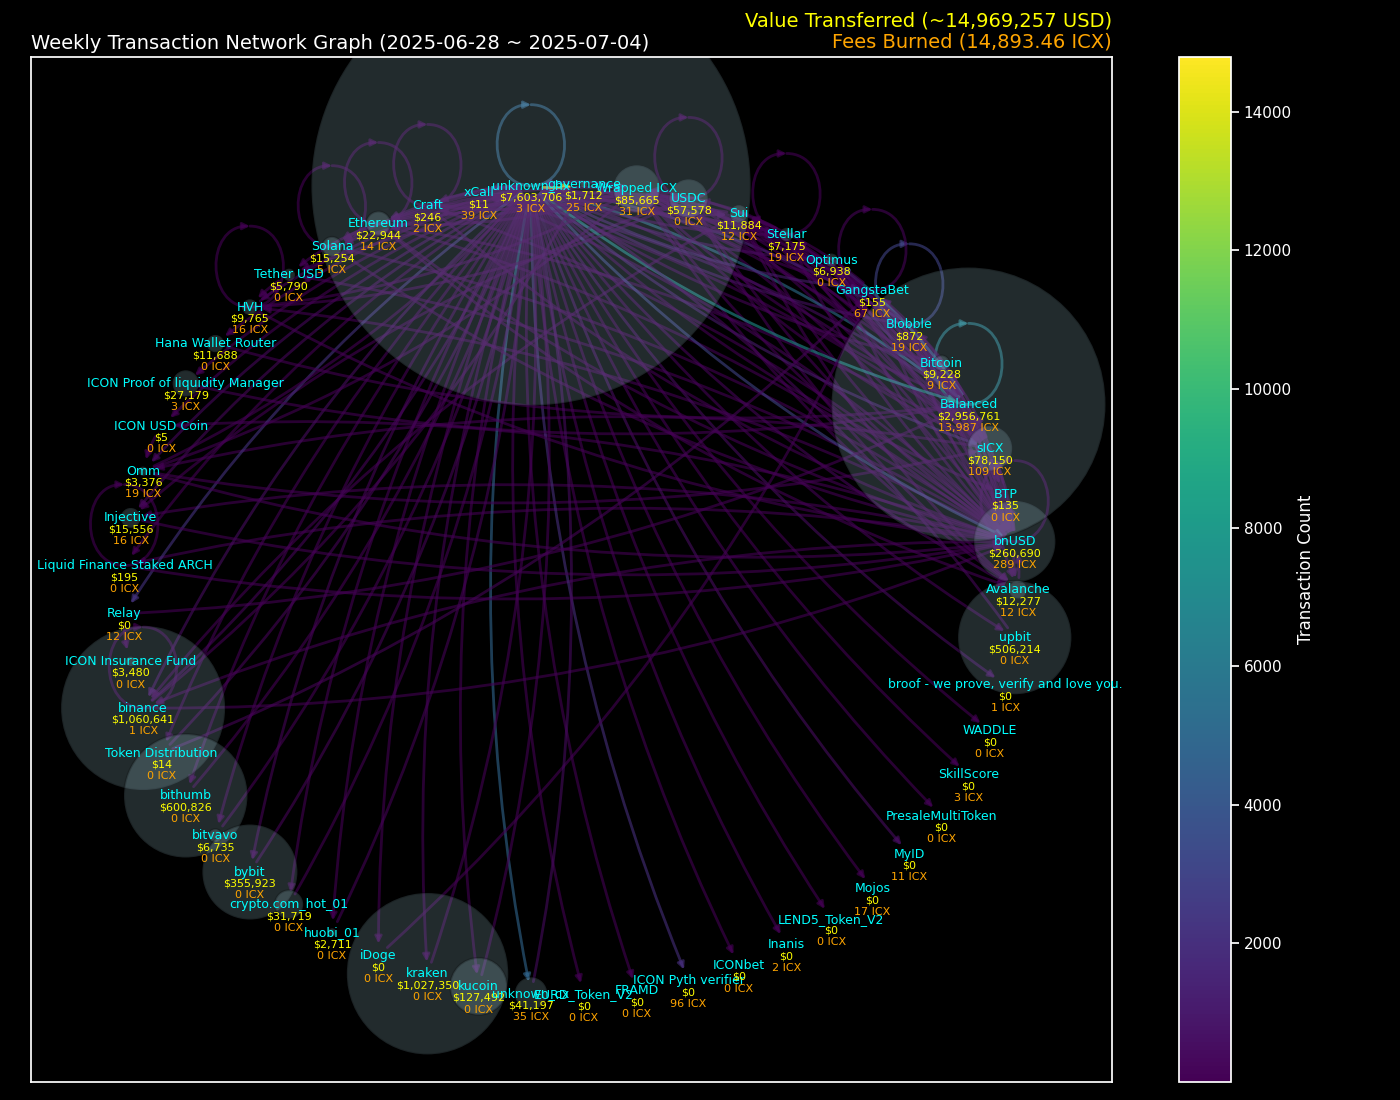 Value Transferred (~14,969,257 USD)
Weekly Transaction Network Graph (2025-06-28 ~ 2025-07-04)
Fees Burned (14,893.46 ICX)
governance
$1,712
25 ICX
$7,603,706
3 ICX
Wrapped ICX
$85,665
31 ICX
xCall
$11
39 ICX
USDC
$57,578
0 ICX
Craft
$246
2 ICX
Sui
$11,884
12 ICX
Ethereum
$22,944
14 ICX
Stellar
$7,175
19 ICX
Solana
$15,254
5 ICX
Optimus
$6,938
0 ICX
Tether USD
$5,790
0 ICX
GangstaBet
$155
67 ICX
HVH
$9,765
16 ICX
Blobble
$872
19 ICX
Hana Wallet Router
$11,688
0 ICX
Bitcoin
$9,228
9 ICX
ICON Proof of liquidity Manager
$27,179
3 ICX
Balanced
$2,956,761
13,987 ICX
ICON USD Coin
$5
0 ICX
sICX
$78,150
109 ICX
Omm
$3,376
19 ICX
BTP
$135
0 ICX
Injective
$15,556
16 ICX
bnUSD
$260,690
289 ICX
Liquid Finance Staked ARCH
$195
0 ICX
Avalanche
$12,277
12 ICX
Relay
$0
12 ICX
upbit
$506,214
0 ICX
ICON Insurance Fund
$3,480
0 ICX
broof - we prove, verify and love you.
$0
1 ICX
binance
$1,060,641
1 ICX
WADDLE
$0
0 ICX
Token Distribution
$14
0 ICX
SkillScore
$0
3 ICX
bithumb
$600,826
0 ICX
PresaleMultiToken
$0
0 ICX
bitvavo
$6,735
0 ICX
MyID
$0
11 ICX
bybit
$355,923
0 ICX
Mojos
$0
17 ICX
crypto.com_hot_01
$31,719
0 ICX
LEND5_Token_V2
$0
0 ICX
huobi_01
$2,711
0 ICX
Inanis
$0
2 ICX
iDoge
$0
0 ICX
ICONbet
$0
0 ICX
kraken
$1,027,350
0 ICX
ICON Pyth verifier
$0
96 ICX
kucoin
$127,492
0 ICX
FRAMD
$0
0 ICX
$41,197
35 ICX
$0
0 ICX
14000
12000
10000
8000
6000
4000
2000
Transaction Count